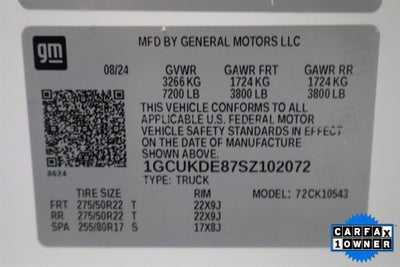 gm
MFD BY GENERAL MOTORS LLC
08/24 GVWR GAWR FRT GAWR RR
3266 KG 1724 KG 1724 KG
7200 LB 3800 LB 3800 LB
THIS VEHICLE CONFORMS TO ALL
APPLICABLE U.S. FEDERAL MOTOR
VEHICLE SAFETY STANDARDS IN EFFECT
ON THE DATE OF MANUFACTURE
SHOWN ABOVE.
1GCUKDE87SZ102072
8624 TYPE: TRUCK
TIRE SIZE RIMS MODEL: 72CK10543
FRT 275/50R22 T 22X9J
RR 275/50R22 T 22X9J
SPA 255/80R17 S 17X8J
CARFAX
1 OWNER